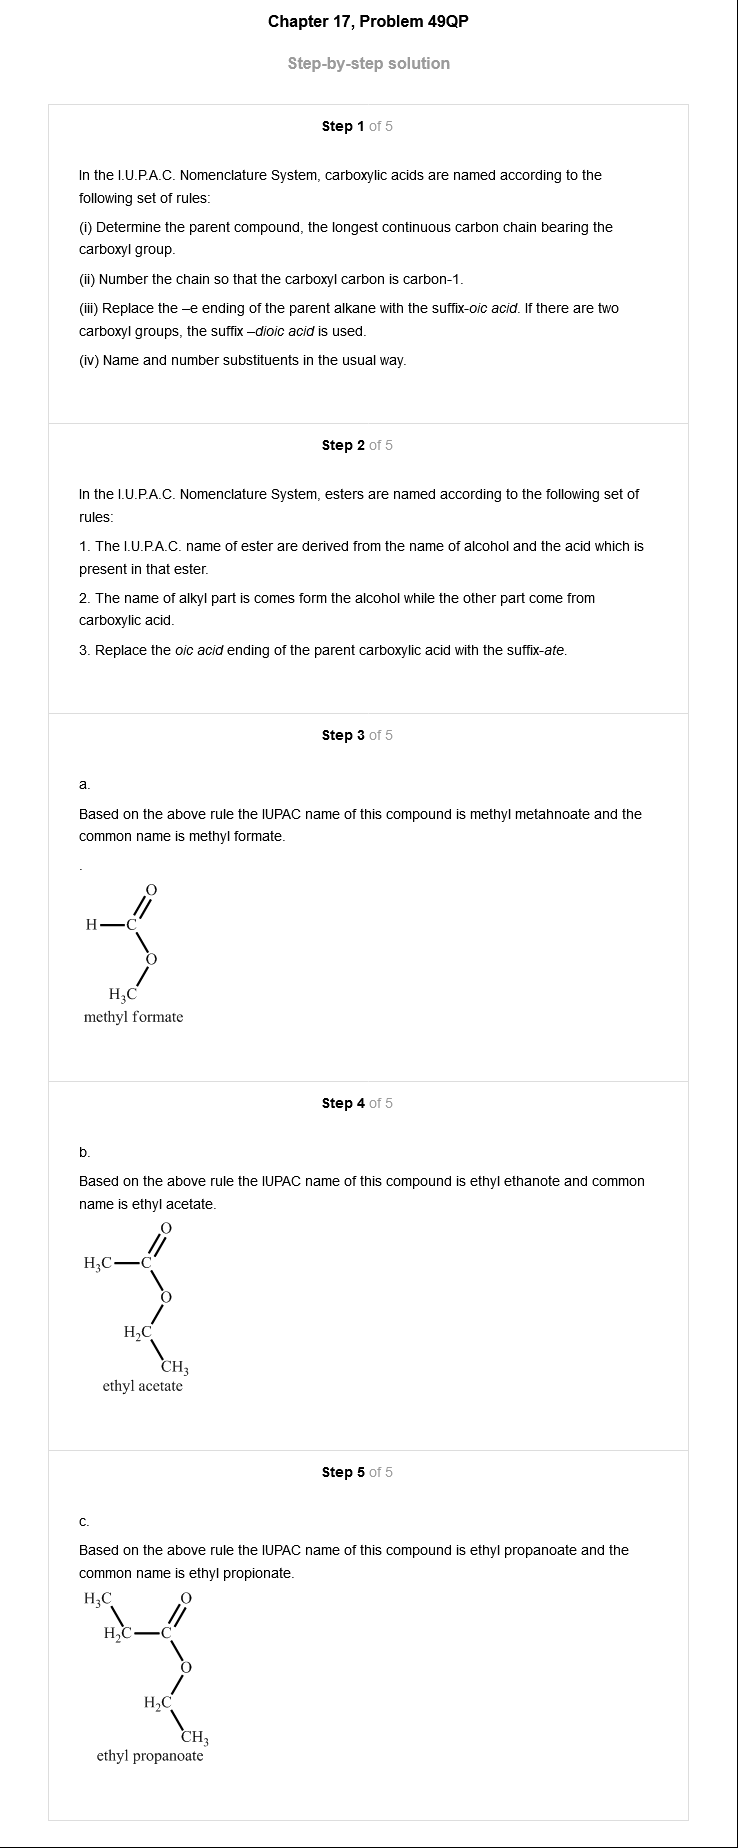 Chapter 17, Problem 49QP
Step-by-step solution
Step 1 of 5
In the I.U.P.A.C. Nomenclature System, carboxylic acids are named according to the
following set of rules:
(i) Determine the parent compound, the longest continuous carbon chain bearing the
carboxyl group.
(ii) Number the chain so that the carboxyl carbon is carbon-1.
(iii) Replace the –e ending of the parent alkane with the suffix-oic acid. If there are two
carboxyl groups, the suffix –dioic acid is used.
(iv) Name and number substituents in the usual way.
Step 2 of 5
In the I.U.P.A.C. Nomenclature System, esters are named according to the following set of
rules:
1. The I.U.P.A.C. name of ester are derived from the name of alcohol and the acid which is
present in that ester.
2. The name of alkyl part is comes form the alcohol while the other part come from
carboxylic acid.
3. Replace the oic acid ending of the parent carboxylic acid with the suffix-ate.
Step 3 of 5
a.
Based on the above rule the IUPAC name of this compound is methyl metahnoate and the
common name is methyl formate.
.
O
H C
O
H₃C
methyl formate
Step 4 of 5
b.
Based on the above rule the IUPAC name of this compound is ethyl ethanote and common
name is ethyl acetate.
O
H₃C C
O
H₂C
CH₃
ethyl acetate
Step 5 of 5
c.
Based on the above rule the IUPAC name of this compound is ethyl propanoate and the
common name is ethyl propionate.
H₃C O
H₂C C
O
H₂C
CH₃
ethyl propanoate